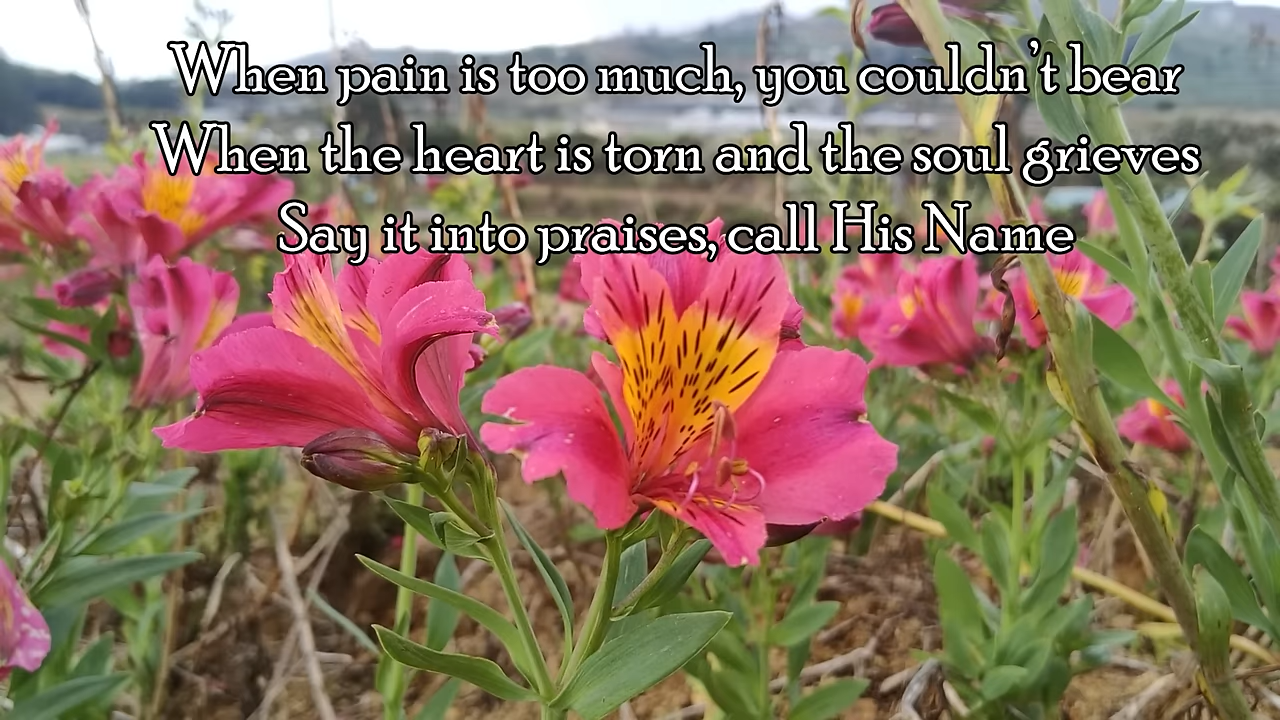 When pain is too much, you couldn't bear
When the heart is torn and the soul grieves
Say it into praises, call His Name